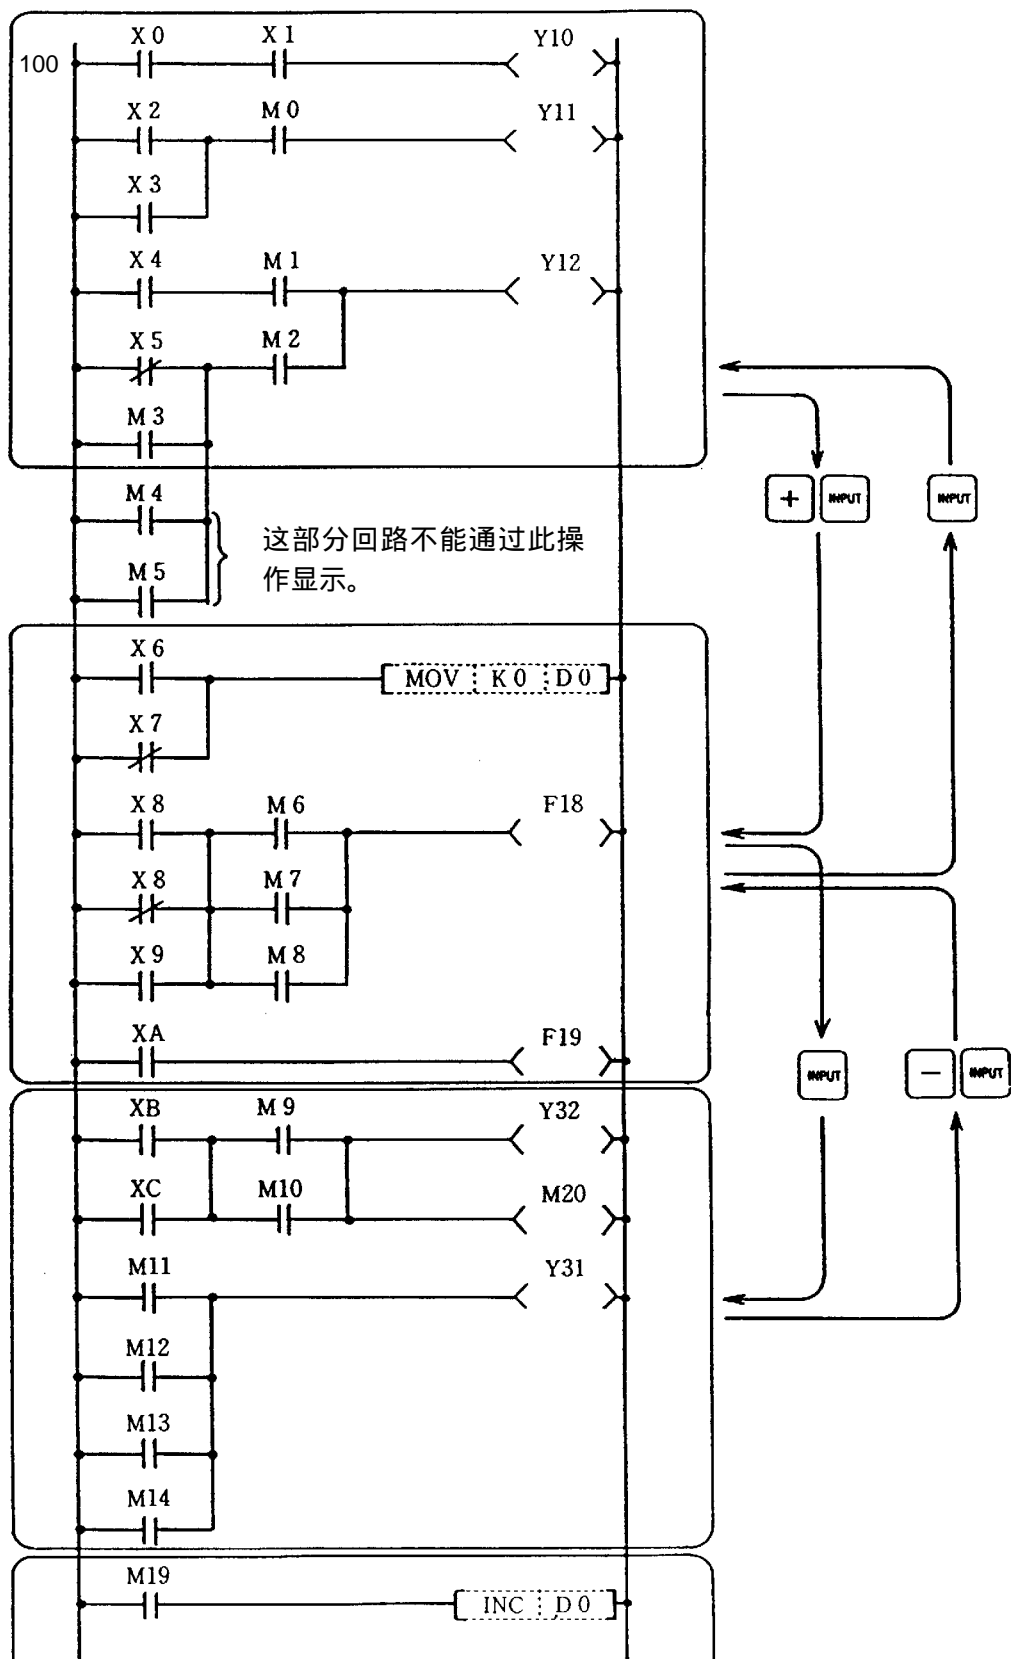 X0 X1 Y10
100
X2 M0 Y11
X3
X4 M1 Y12
X5 M2
M3
+ INPUT INPUT
M4
这部分回路不能通过此操
作显示。
M5
X6
MOV K0 D0
X7
X8 M6 F18
X8 M7
X9 M8
XA F19
INPUT − INPUT
XB M9 Y32
XC M10 M20
M11 Y31
M12
M13
M14
M19
INC D0